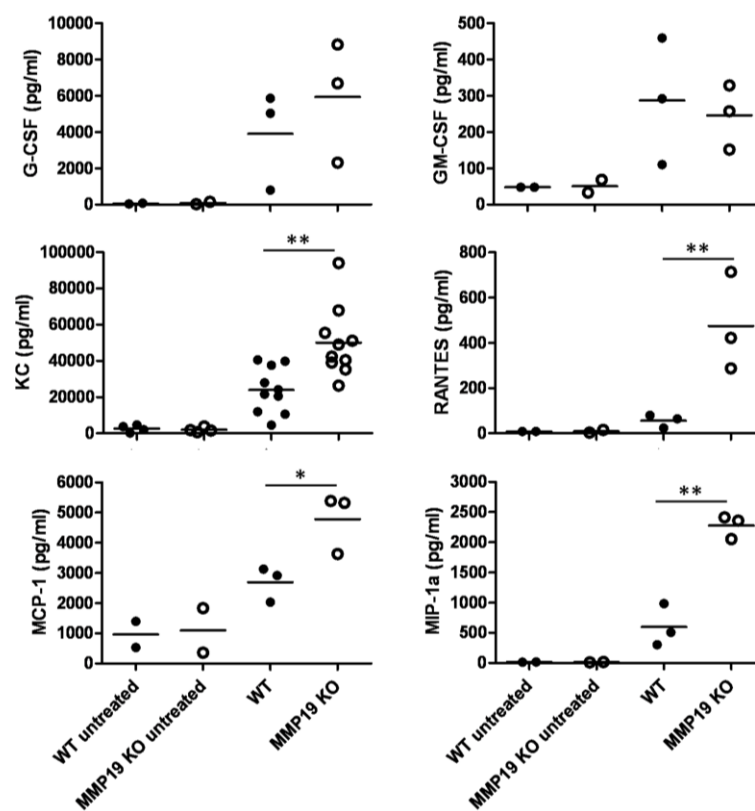 G-CSF (pg/ml)
10000
8000
6000
4000
2000
0
GM-CSF (pg/ml)
500
400
300
200
100
0
KC (pg/ml)
100000
80000
60000
40000
20000
0
**
RANTES (pg/ml)
800
600
400
200
0
**
MCP-1 (pg/ml)
6000
5000
4000
3000
2000
1000
0
*
MIP-1a (pg/ml)
3000
2500
2000
1500
1000
500
0
**
WT untreated
MMP19 KO untreated
WT
MMP19 KO
WT untreated
MMP19 KO untreated
WT
MMP19 KO